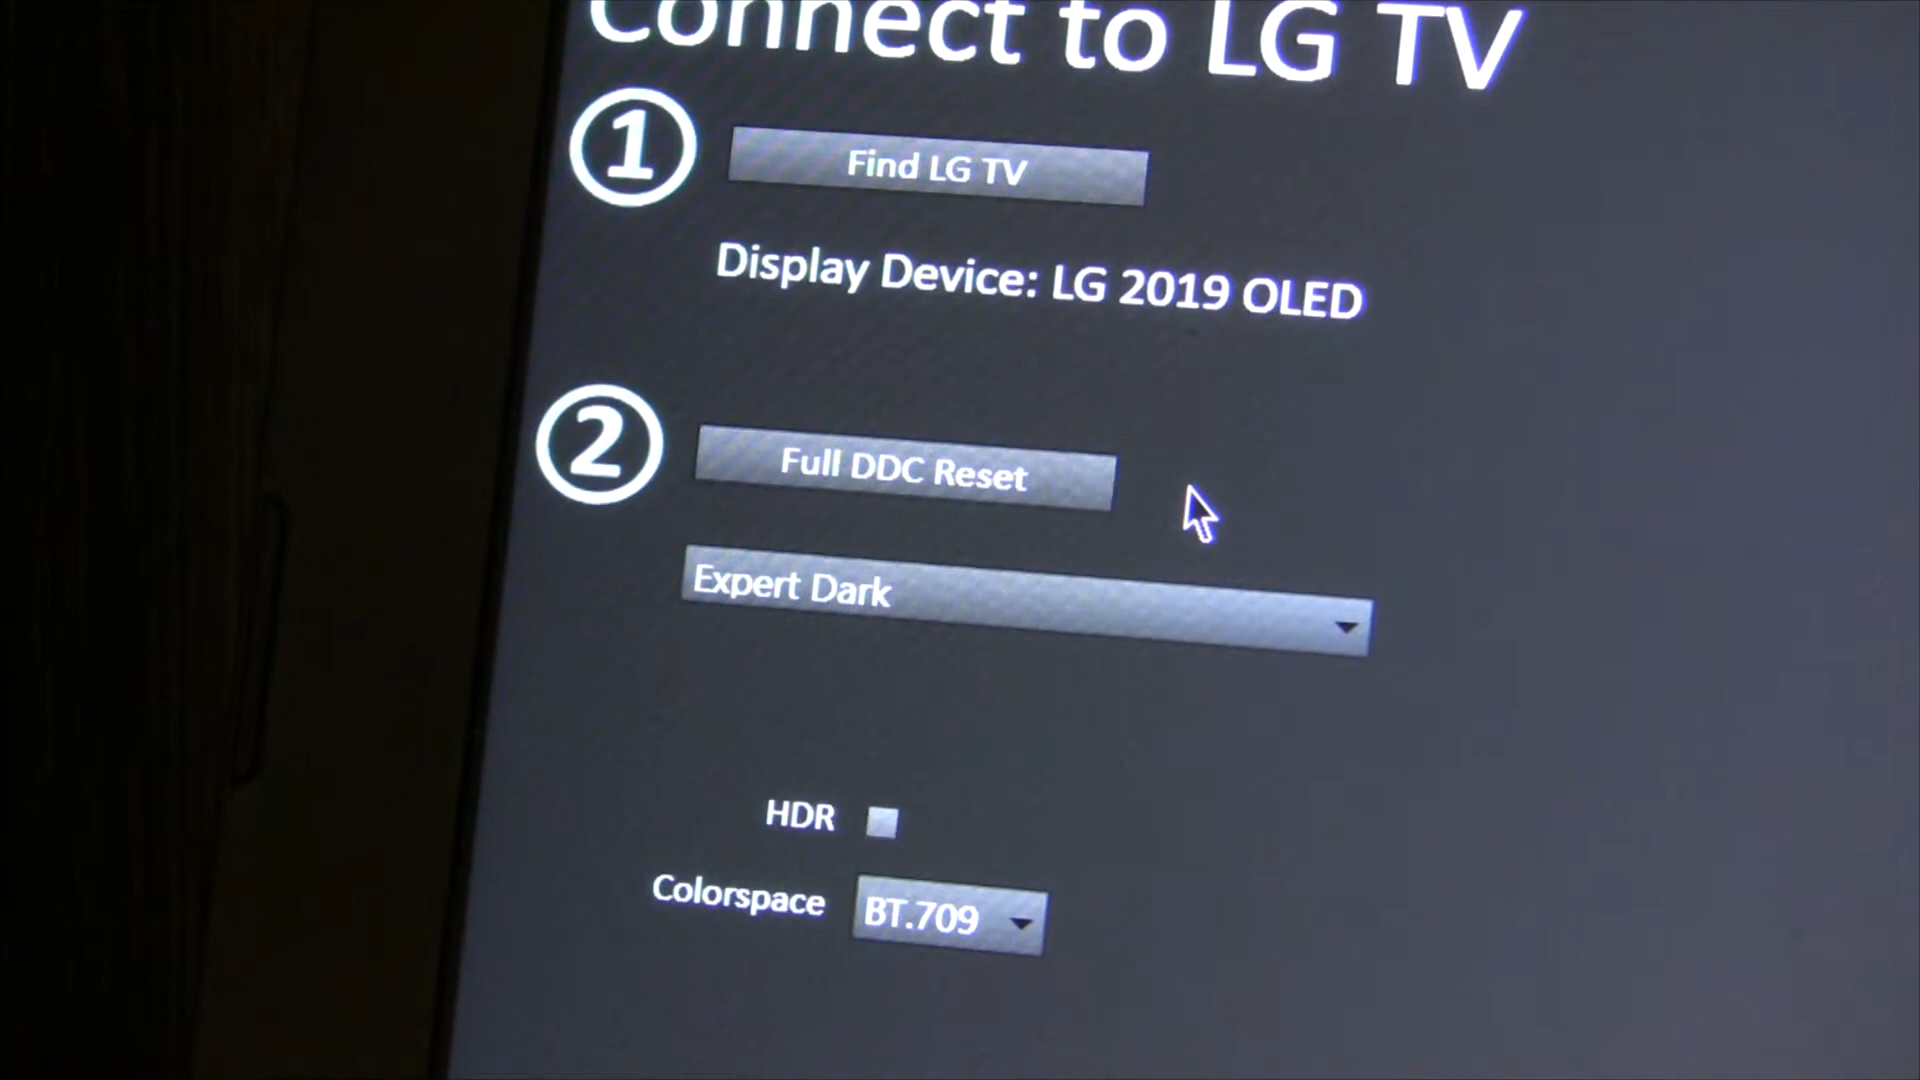 Connect to LG TV
1
Find LG TV
Display Device: LG 2019 OLED
2
Full DDC Reset
Expert Dark
HDR
Colorspace
BT.709